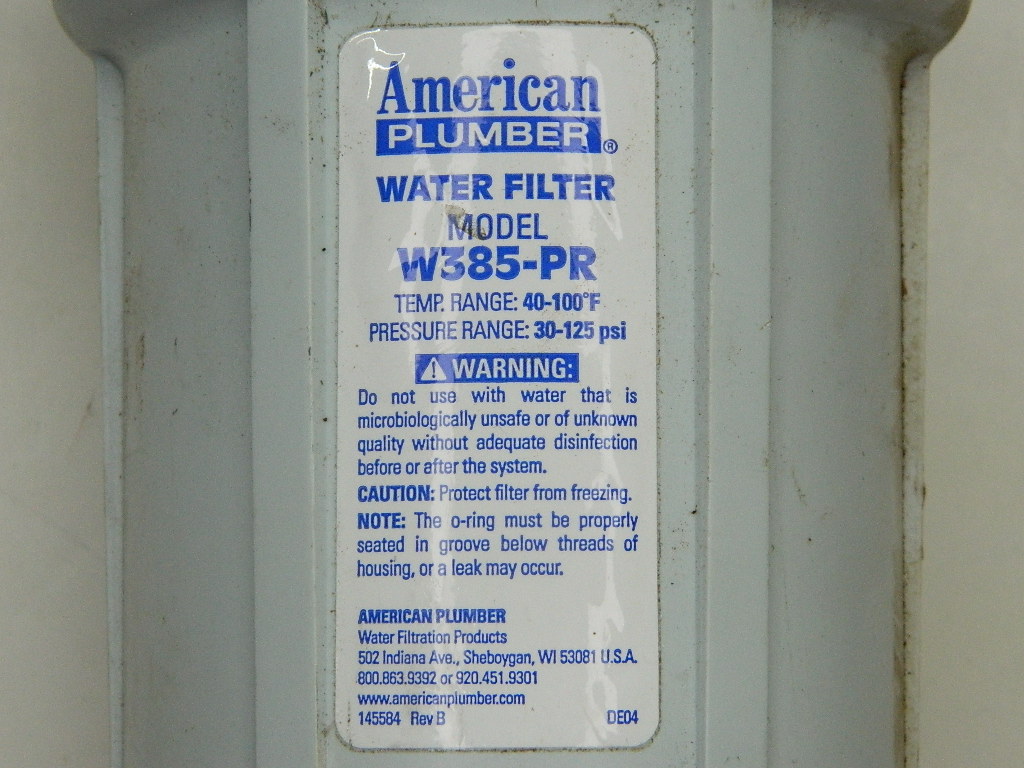 American
PLUMBER®
WATER FILTER
MODEL
W385-PR
TEMP. RANGE: 40-100°F
PRESSURE RANGE: 30-125 psi
⚠ WARNING:
Do not use with water that is
microbiologically unsafe or of unknown
quality without adequate disinfection
before or after the system.
CAUTION: Protect filter from freezing.
NOTE: The o-ring must be properly
seated in groove below threads of
housing, or a leak may occur.
AMERICAN PLUMBER
Water Filtration Products
502 Indiana Ave., Sheboygan, WI 53081 U.S.A.
800.863.9392 or 920.451.9301
www.americanplumber.com
145584 Rev B DE04